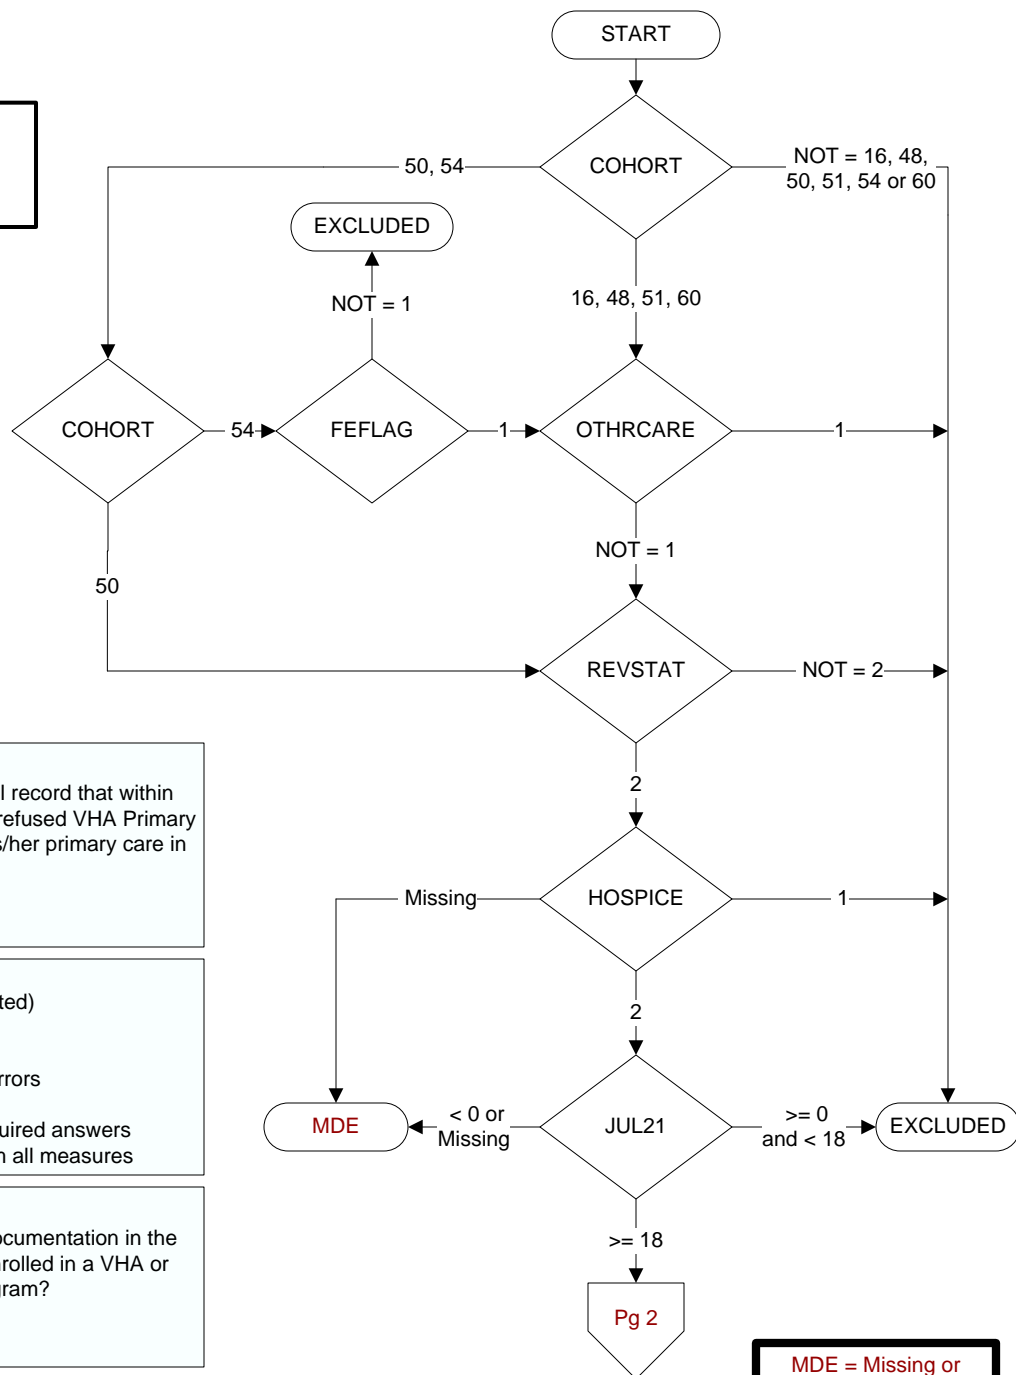 START
COHORT
50, 54
NOT = 16, 48,
50, 51, 54 or 60
EXCLUDED
NOT = 1
16, 48, 51, 60
COHORT
54
FEFLAG
1
OTHRCARE
1
NOT = 1
50
REVSTAT
NOT = 2
2
record that within
refused VHA Primary
s/her primary care in
Missing
HOSPICE
1
2
ted)
rrors
uired answers
n all measures
MDE
< 0 or
Missing
JUL21
>= 0
and < 18
EXCLUDED
>= 18
ocumentation in the
nrolled in a VHA or
gram?
Pg 2
MDE = Missing or